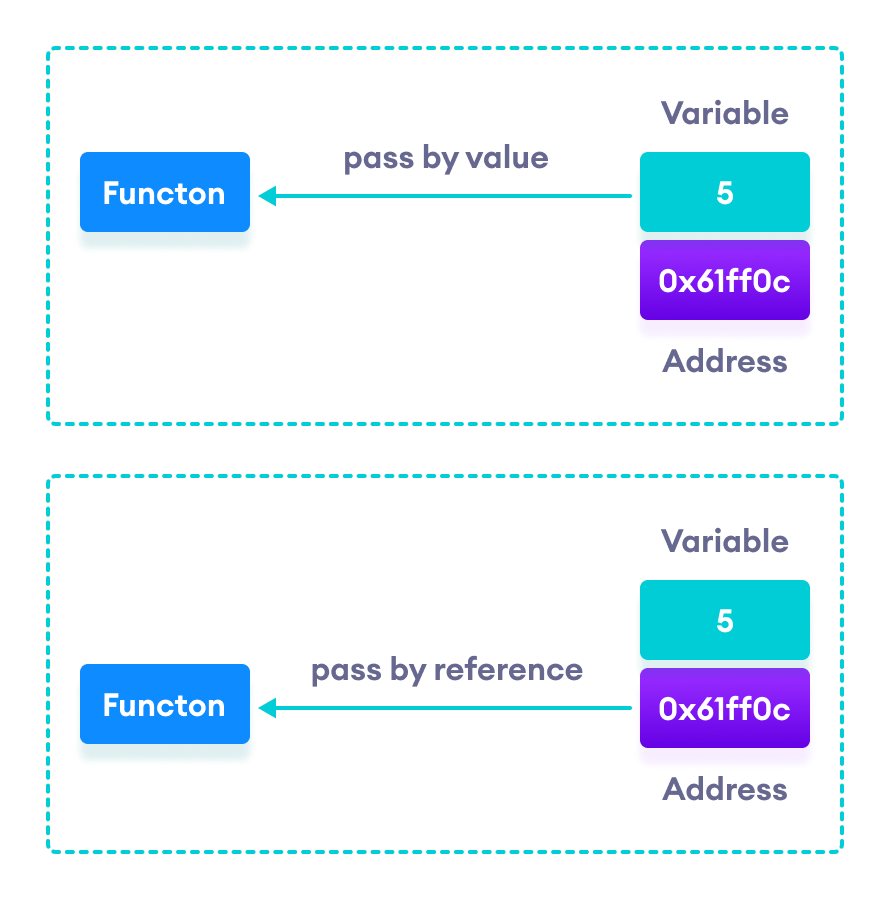 Variable
pass by value
Functon
5
0x61ff0c
Address
Variable
5
pass by reference
Functon
0x61ff0c
Address